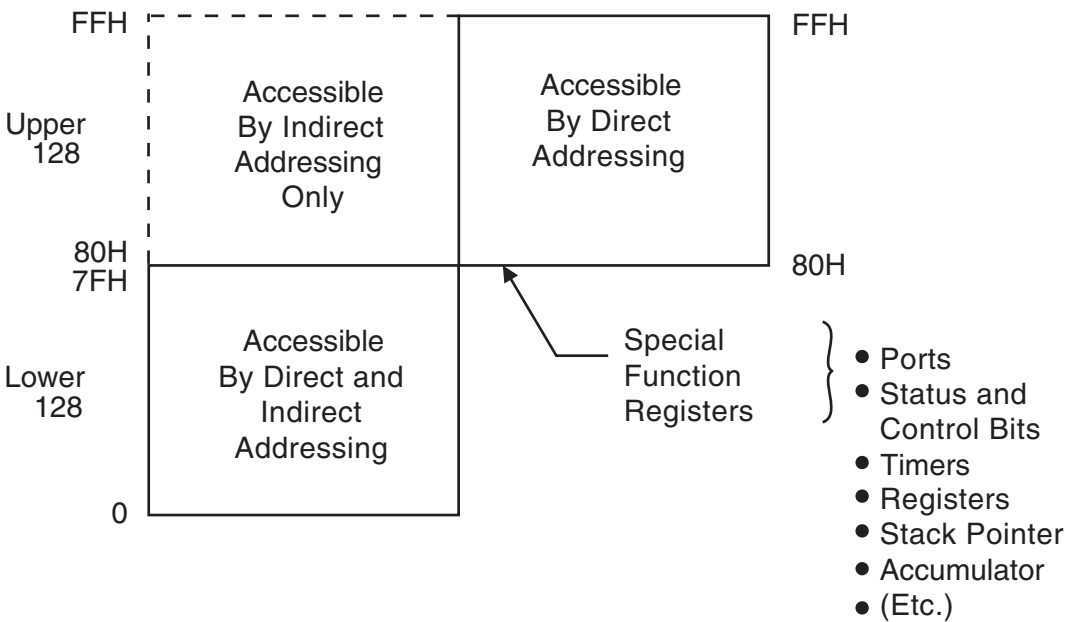 FFH
Upper
128
80H
7FH
Lower
128
0
Accessible
By Indirect
Addressing
Only
Accessible
By Direct
Addressing
FFH
80H
Accessible
By Direct and
Indirect
Addressing
Special
Function
Registers
● Ports
● Status and
Control Bits
● Timers
● Registers
● Stack Pointer
● Accumulator
● (Etc.)